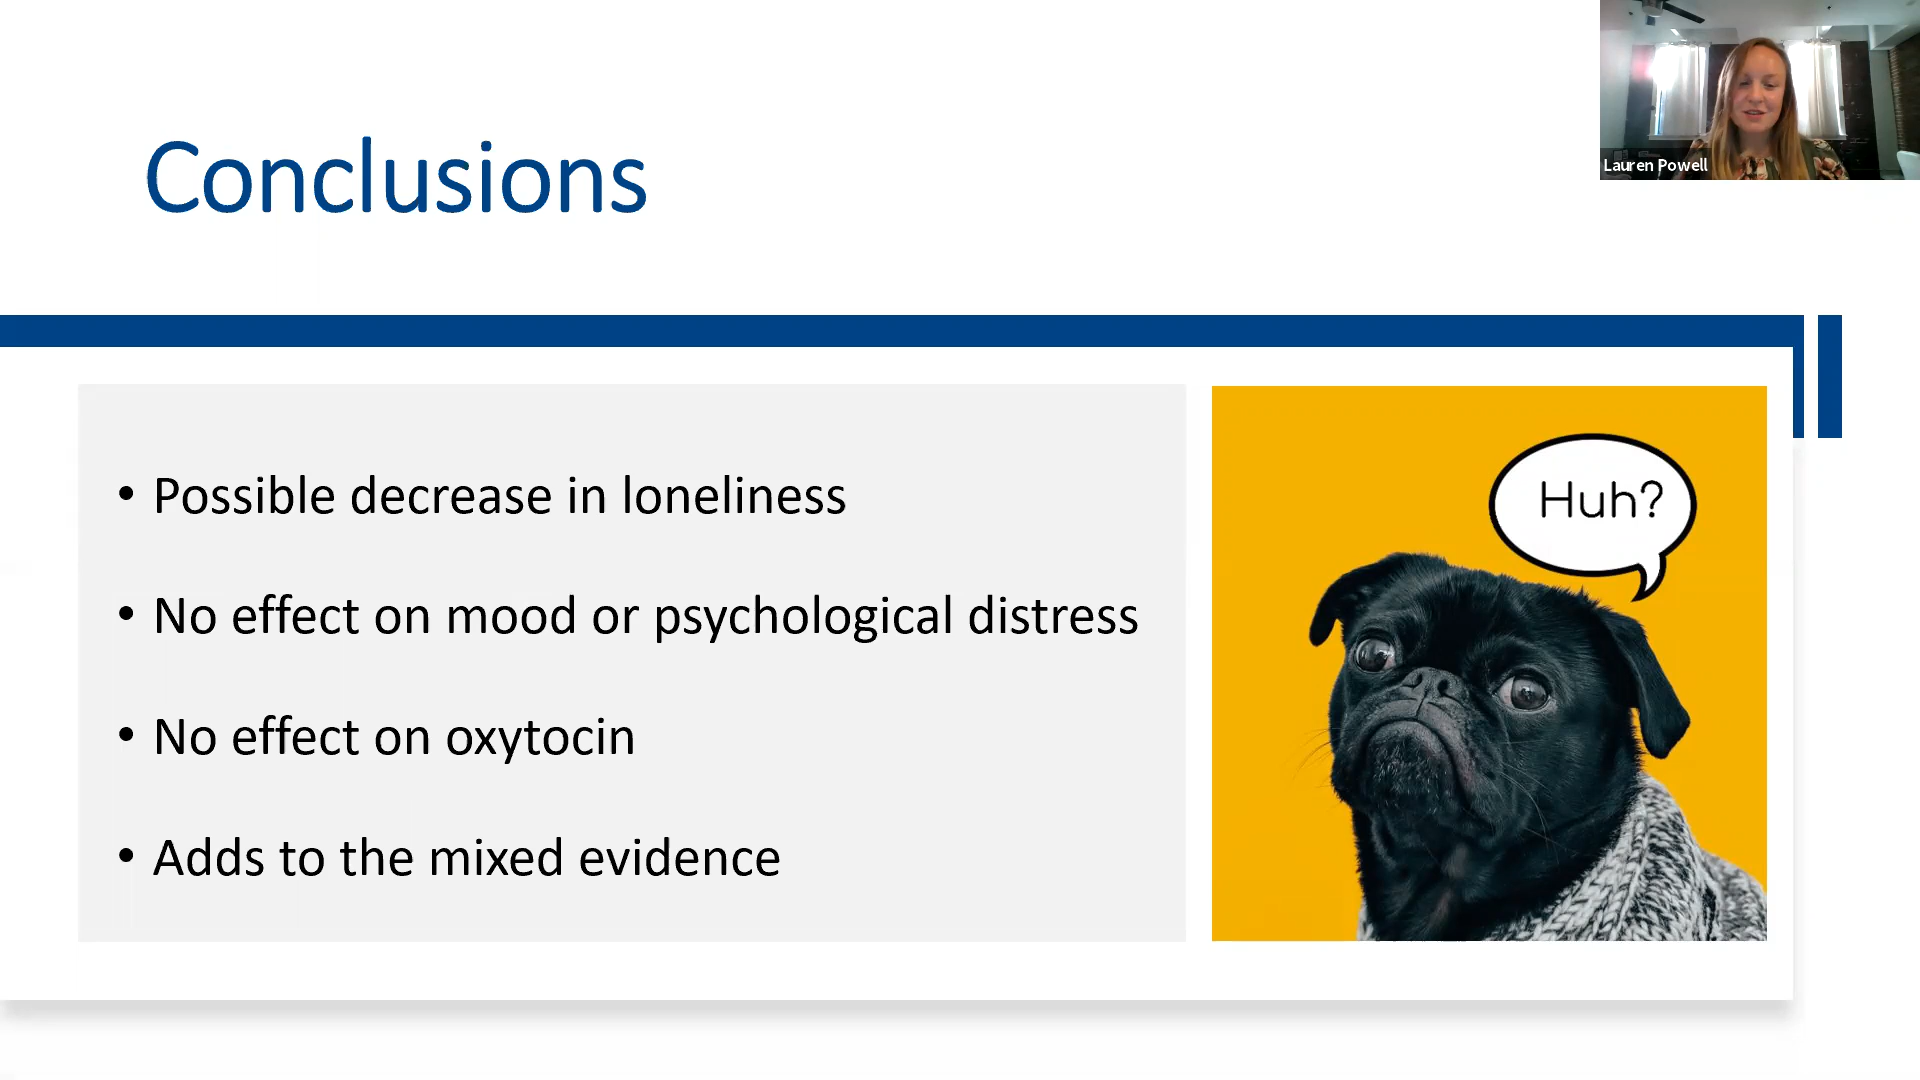 Conclusions
Lauren Powell
• Possible decrease in loneliness
• No effect on mood or psychological distress
• No effect on oxytocin
• Adds to the mixed evidence
Huh?